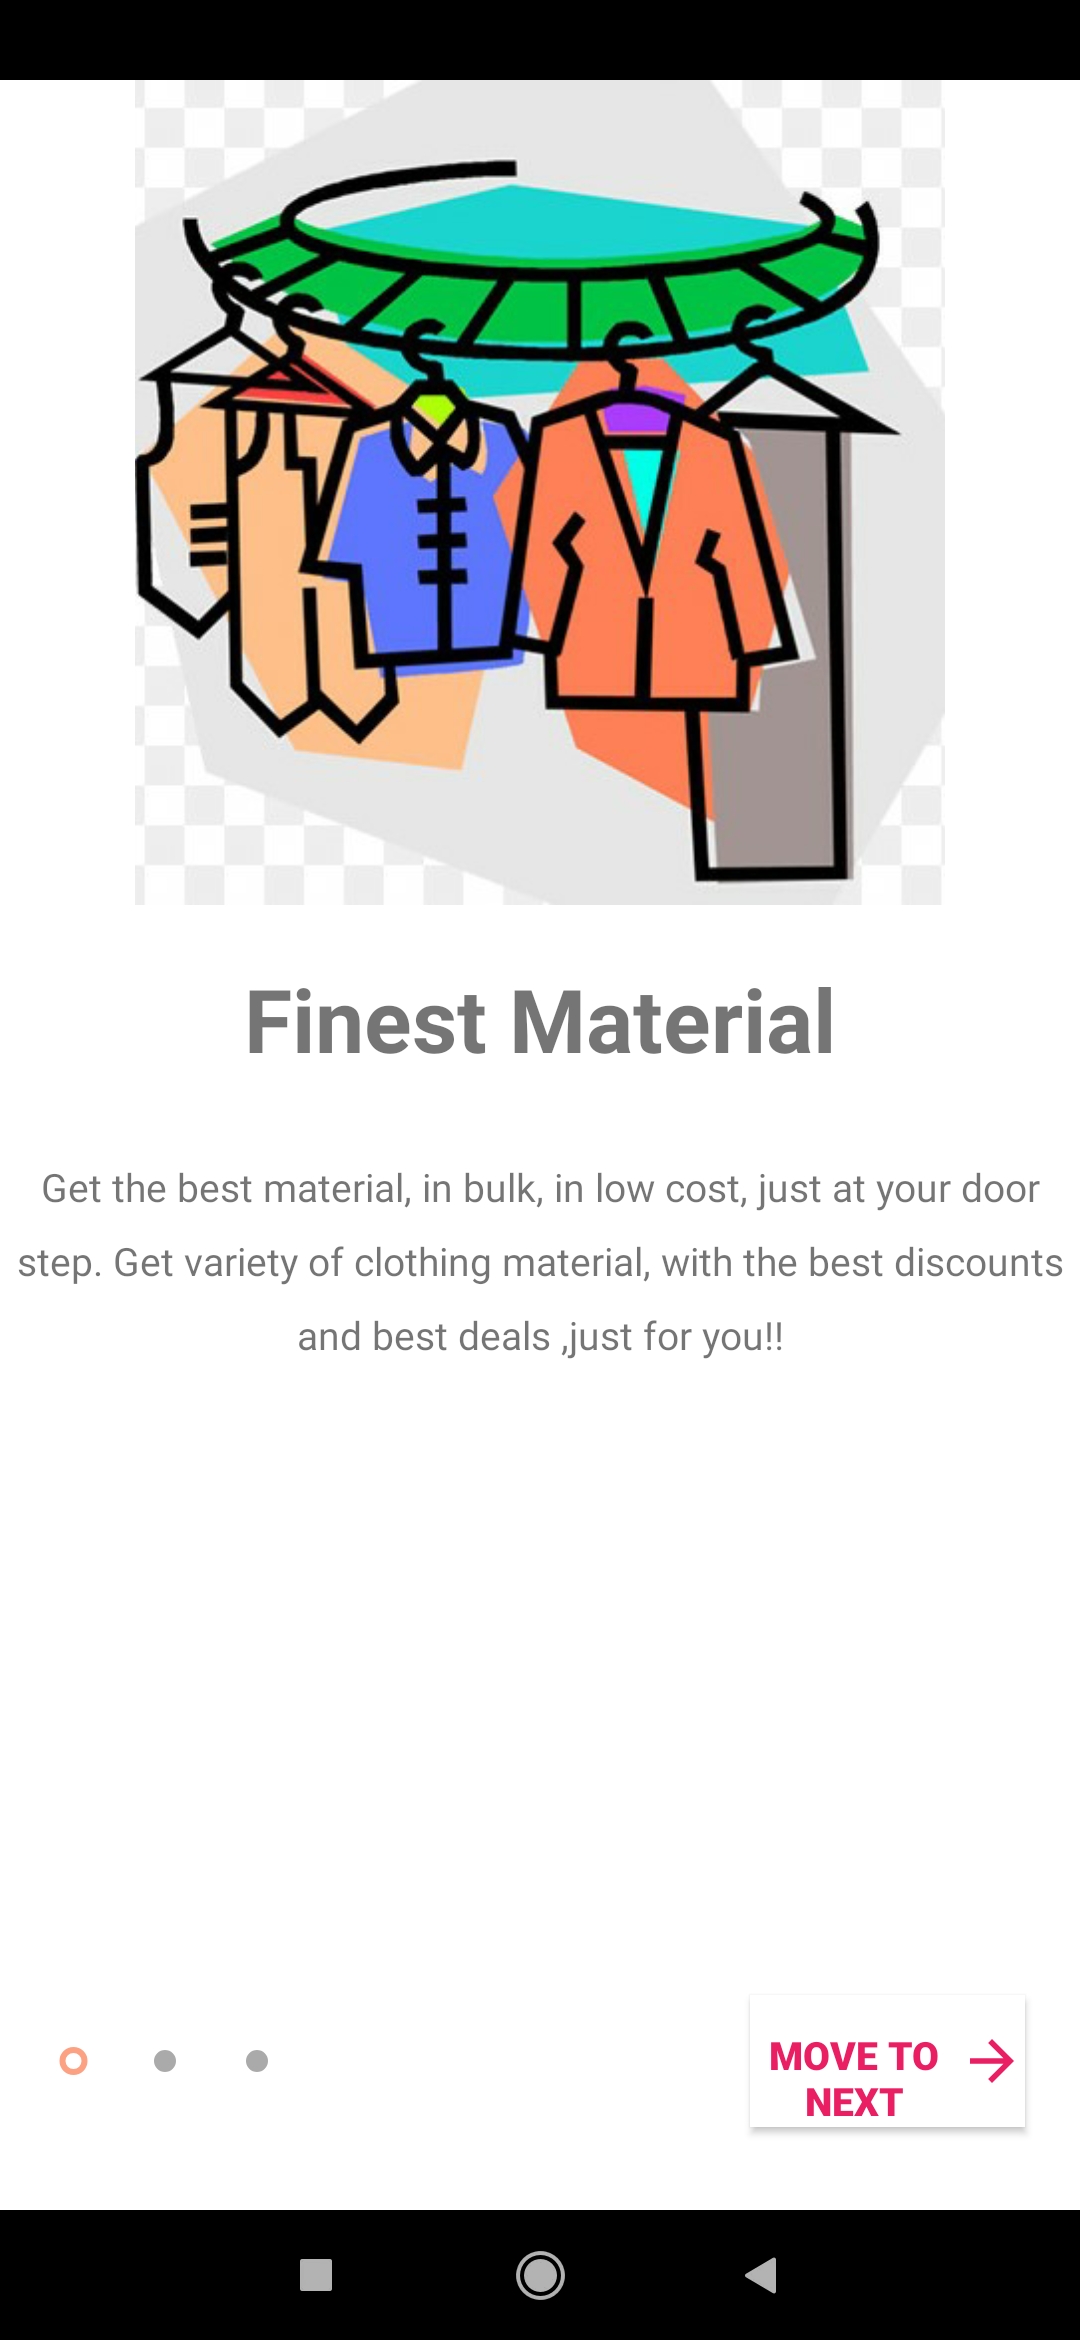 Finest Material
Get the best material, in bulk, in low cost, just at your door
step. Get variety of clothing material, with the best discounts
and best deals ,just for you!!
MOVE TO
NEXT